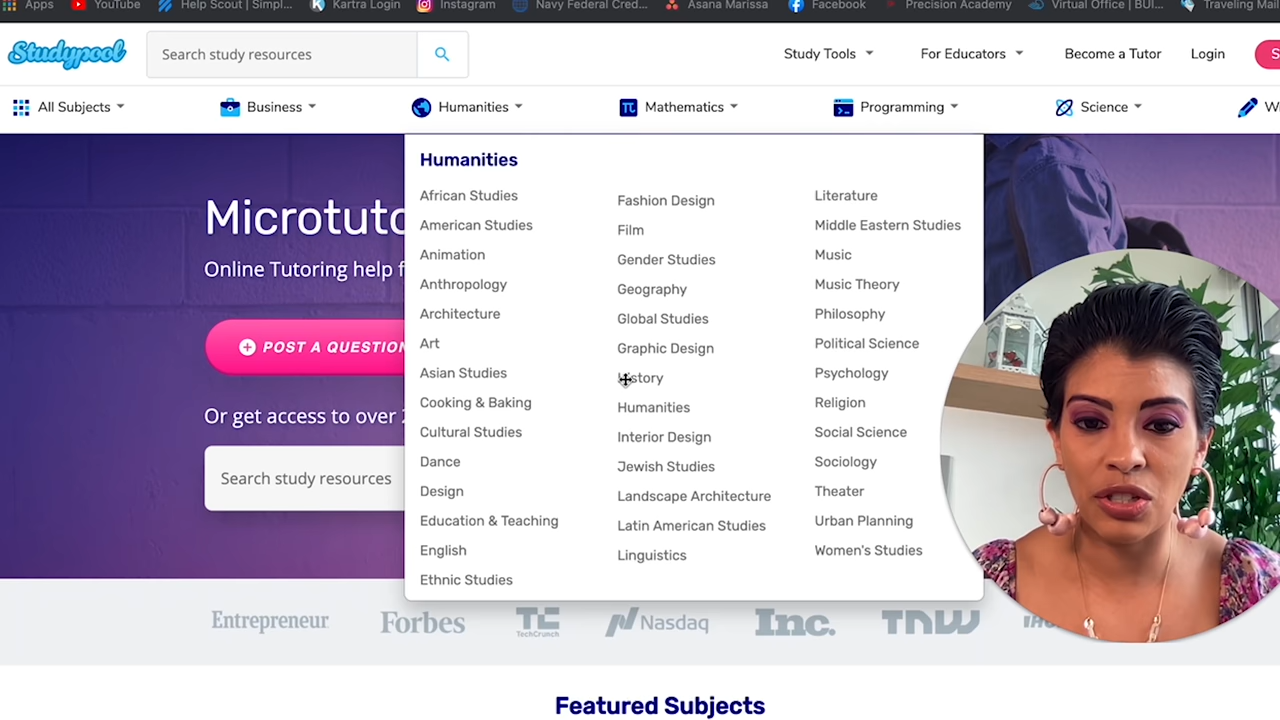 Apps YouTube Help Scout | Simpl... Kartra Login Instagram Navy Federal Cred... Asana Marissa Facebook Precision Academy Virtual Office | BUI... Traveling Mail
Studypool Search study resources Study Tools For Educators Become a Tutor Login S
All Subjects Business Humanities Mathematics Programming Science W
Humanities
African Studies
American Studies
Animation
Anthropology
Architecture
Art
Asian Studies
Cooking & Baking
Cultural Studies
Dance
Design
Education & Teaching
English
Ethnic Studies
Fashion Design
Film
Gender Studies
Geography
Global Studies
Graphic Design
History
Humanities
Interior Design
Jewish Studies
Landscape Architecture
Latin American Studies
Linguistics
Literature
Middle Eastern Studies
Music
Music Theory
Philosophy
Political Science
Psychology
Religion
Social Science
Sociology
Theater
Urban Planning
Women's Studies
Microtuto
Online Tutoring help f
POST A QUESTION
Or get access to over 2
Search study resources
Entrepreneur Forbes TC TechCrunch Nasdaq Inc. TNW
Featured Subjects